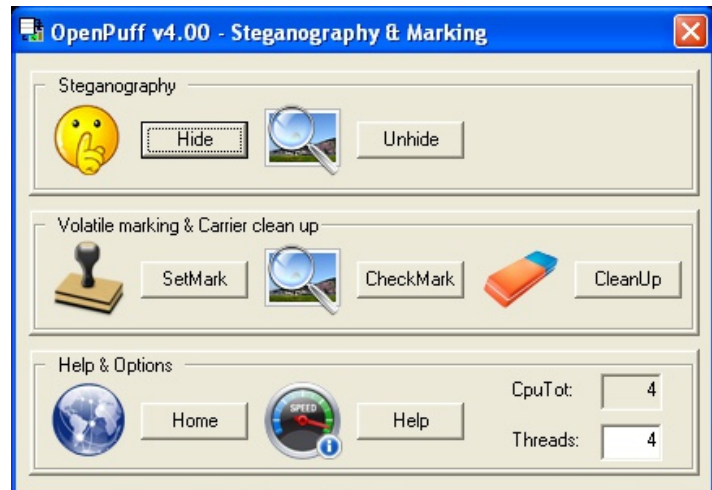 OpenPuff v4.00 - Steganography & Marking
Steganography
Hide Unhide
Volatile marking & Carrier clean up
SetMark CheckMark CleanUp
Help & Options
CpuTot: 4
SPEED
Home Help
Threads: 4